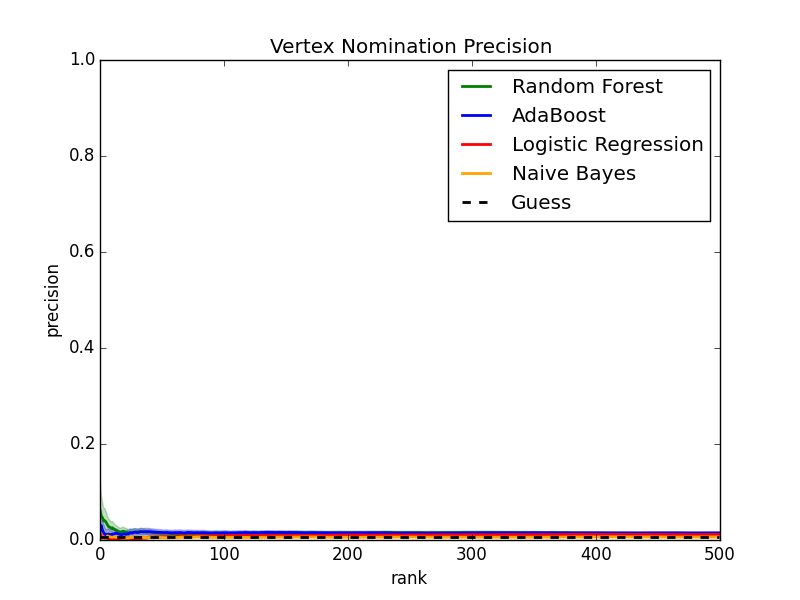 Vertex Nomination Precision
1.0
0.8
0.6
0.4
0.2
0.0
precision
Random Forest
AdaBoost
Logistic Regression
Naive Bayes
Guess
0 100 200 300 400 500
rank